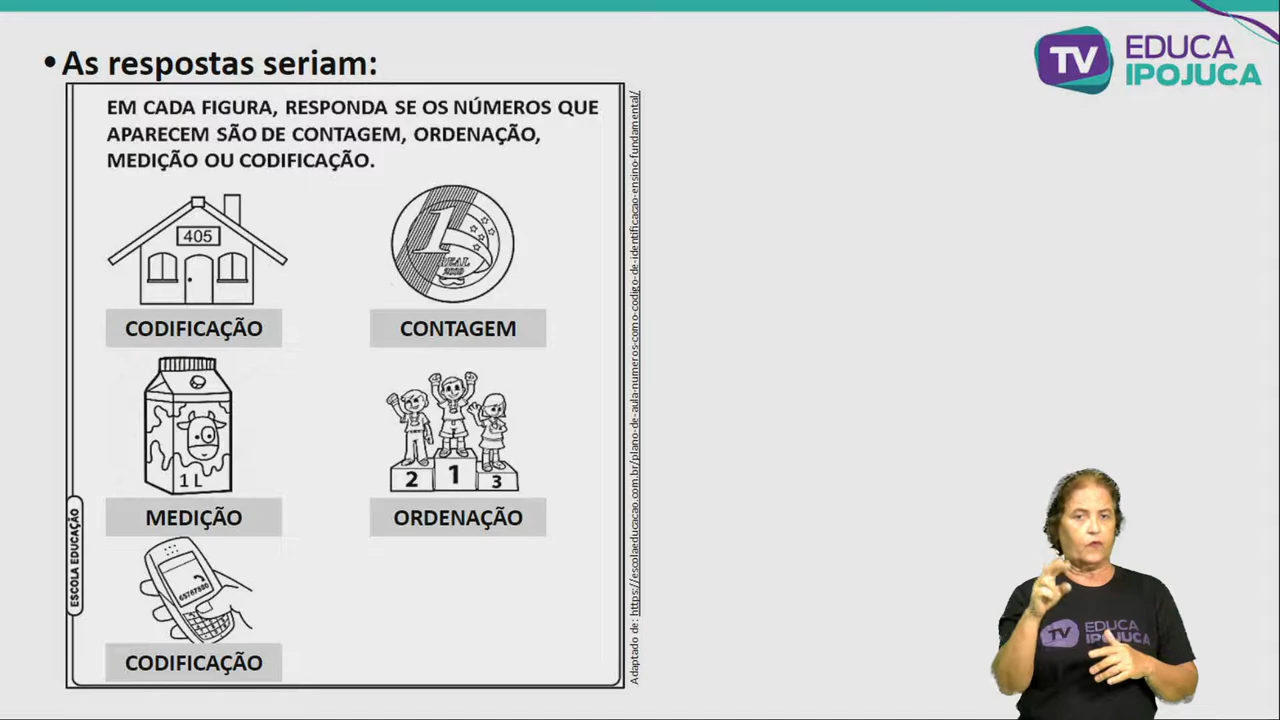 • As respostas seriam:
TV EDUCA
IPOJUCA
EM CADA FIGURA, RESPONDA SE OS NÚMEROS QUE
APARECEM SÃO DE CONTAGEM, ORDENAÇÃO,
MEDIÇÃO OU CODIFICAÇÃO.
405
1
REAL
2009
CODIFICAÇÃO
CONTAGEM
1 L
2 1 3
MEDIÇÃO
ORDENAÇÃO
65787890
CODIFICAÇÃO
ESCOLA EDUCAÇÃO
Adaptado de: https://escolaeducacao.com.br/plano-de-aula-numeros-como-codigo-de-identificacao-ensino-fundamental/
TV EDUCA
IPOJUCA